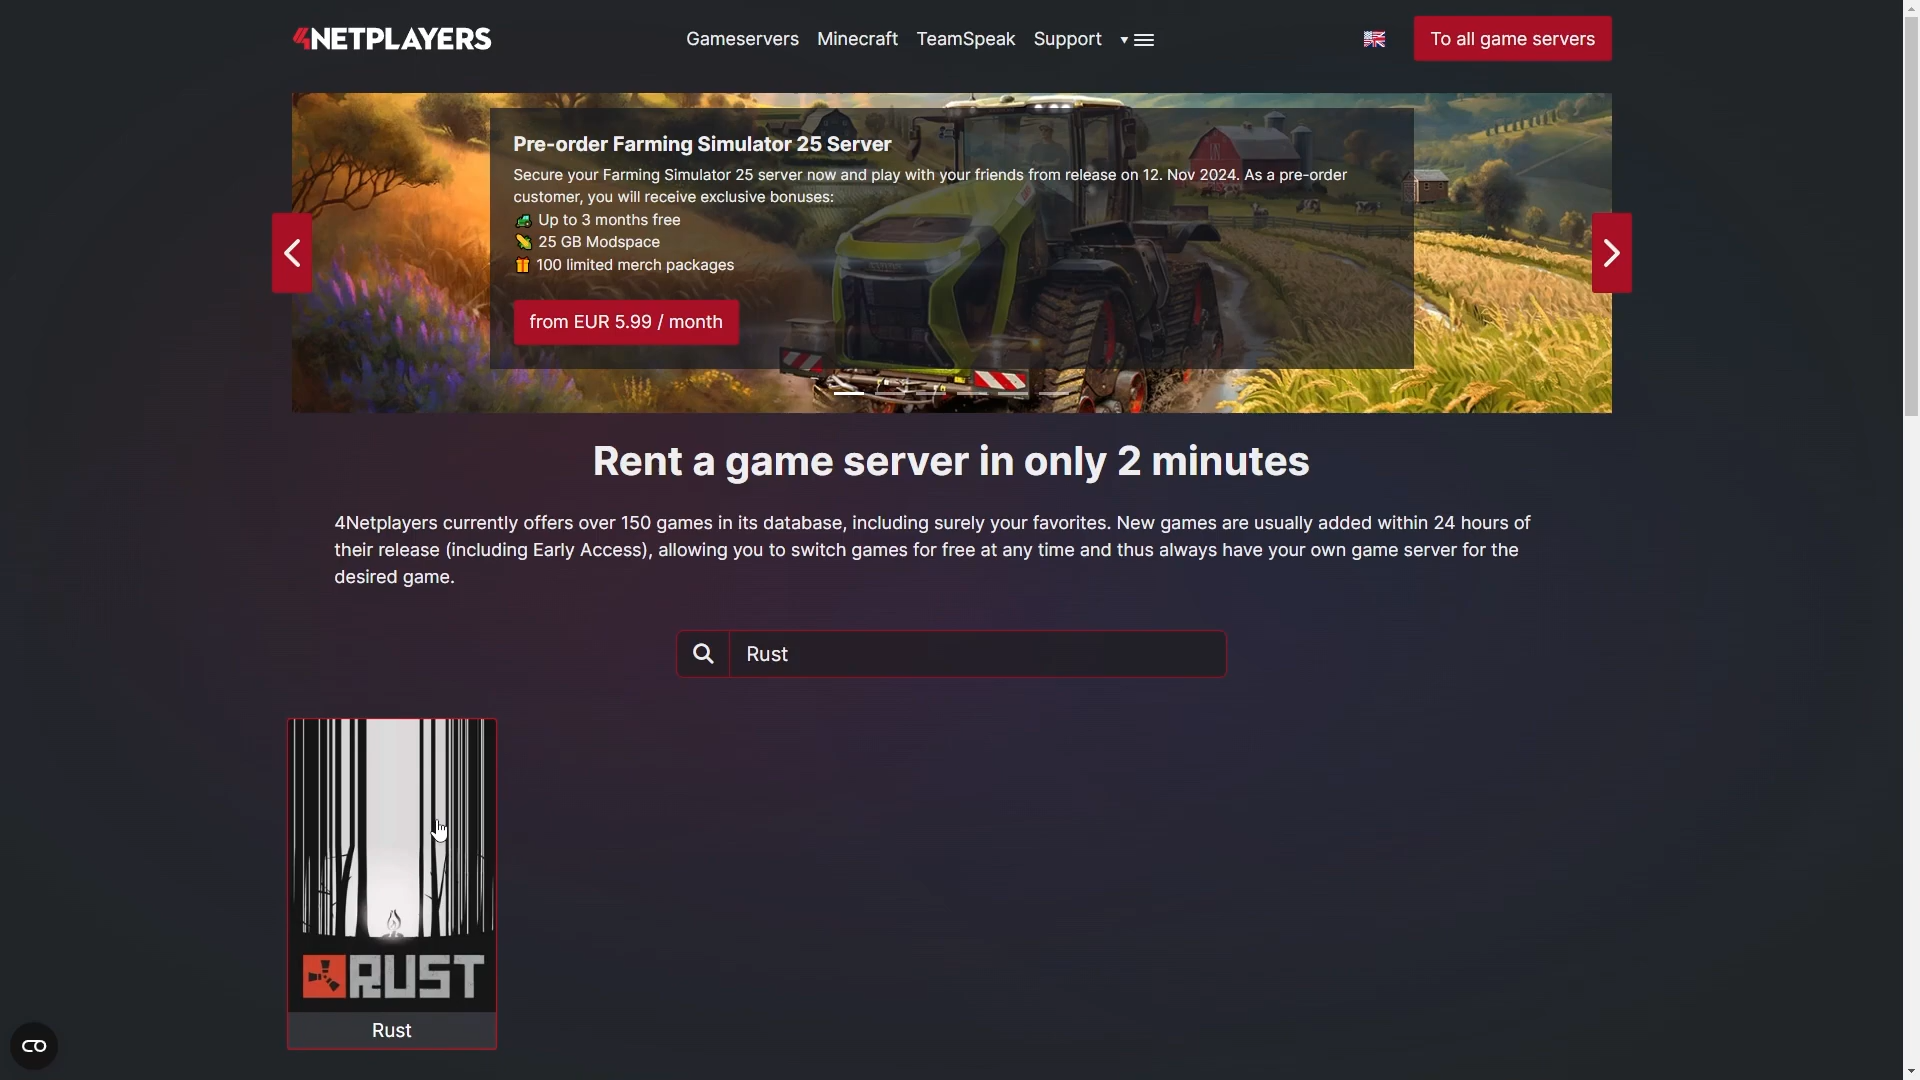 4NETPLAYERS
Gameservers Minecraft TeamSpeak Support
To all game servers
Pre-order Farming Simulator 25 Server
Secure your Farming Simulator 25 server now and play with your friends from release on 12. Nov 2024. As a pre-order
customer, you will receive exclusive bonuses:
Up to 3 months free
25 GB Modspace
100 limited merch packages
from EUR 5.99 / month
Rent a game server in only 2 minutes
4Netplayers currently offers over 150 games in its database, including surely your favorites. New games are usually added within 24 hours of
their release (including Early Access), allowing you to switch games for free at any time and thus always have your own game server for the
desired game.
Rust
RUST
Rust